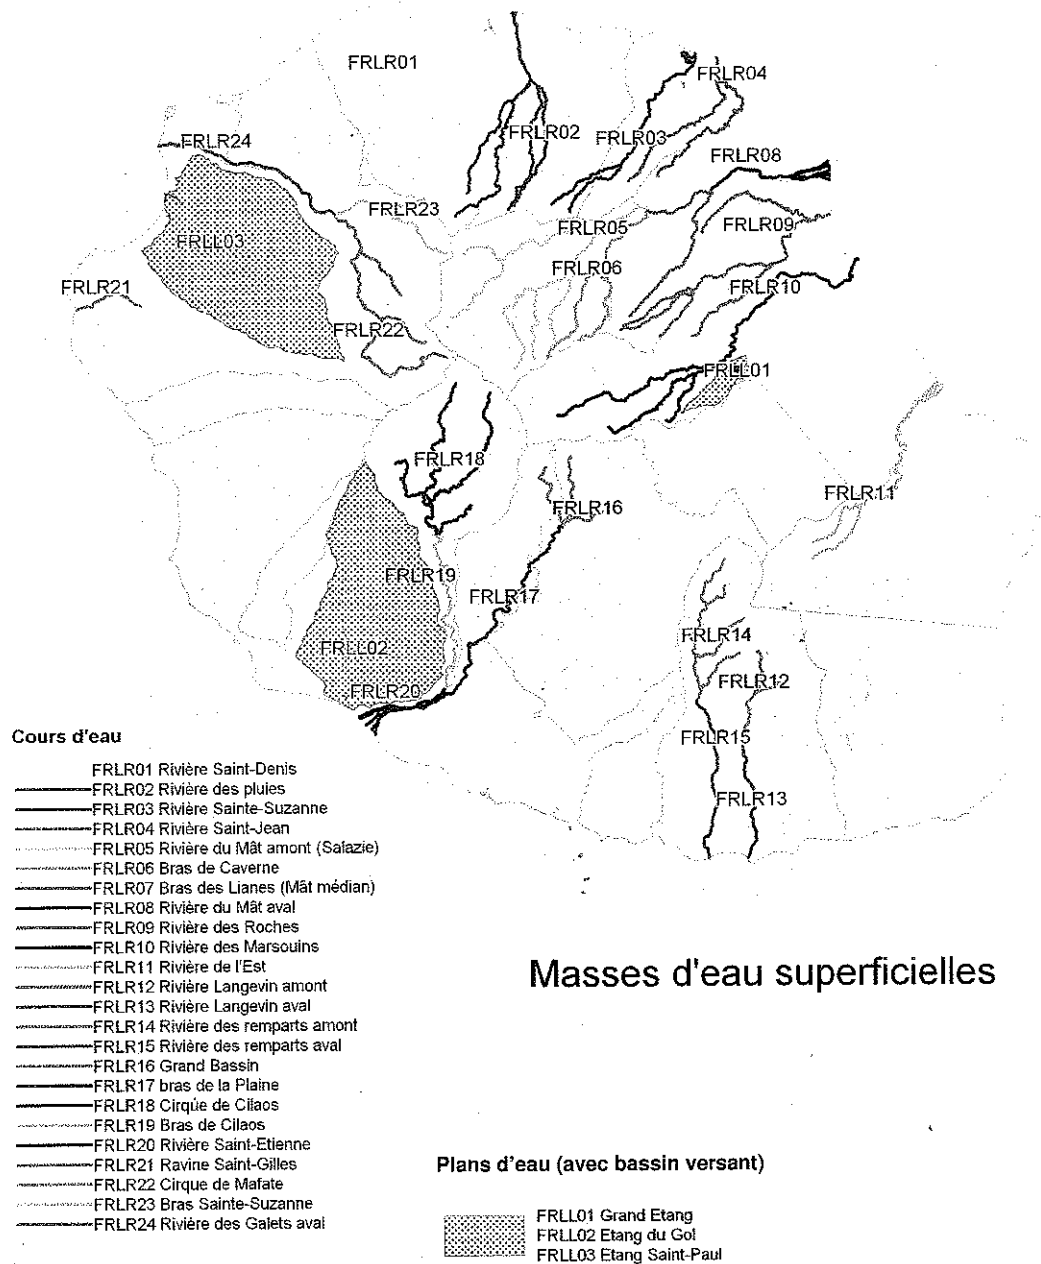 FRLR01
FRLR04
FRLR02
FRLR03
FRLR24
FRLR08
FRLR23
FRLR05
FRLR09
FRLL03
FRLR06
FRLR21
FRLR10
FRLR22
FRLL01
FRLR18
FRLR11
FRLR16
FRLR19
FRLR17
FRLR14
FRLL02
FRLR12
FRLR20
FRLR15
FRLR13
Cours d'eau
FRLR01 Rivière Saint-Denis
FRLR02 Rivière des pluies
FRLR03 Rivière Sainte-Suzanne
FRLR04 Rivière Saint-Jean
FRLR05 Rivière du Mât amont (Salazie)
FRLR06 Bras de Caverne
FRLR07 Bras des Lianes (Mât médian)
FRLR08 Rivière du Mât aval
FRLR09 Rivière des Roches
FRLR10 Rivière des Marsouins
FRLR11 Rivière de l'Est
FRLR12 Rivière Langevin amont
FRLR13 Rivière Langevin aval
FRLR14 Rivière des remparts amont
FRLR15 Rivière des remparts aval
FRLR16 Grand Bassin
FRLR17 bras de la Plaine
FRLR18 Cirque de Cilaos
FRLR19 Bras de Cilaos
FRLR20 Rivière Saint-Etienne
FRLR21 Ravine Saint-Gilles
FRLR22 Cirque de Mafate
FRLR23 Bras Sainte-Suzanne
FRLR24 Rivière des Galets aval
Masses d'eau superficielles
Plans d'eau (avec bassin versant)
FRLL01 Grand Etang
FRLL02 Etang du Gol
FRLL03 Etang Saint-Paul